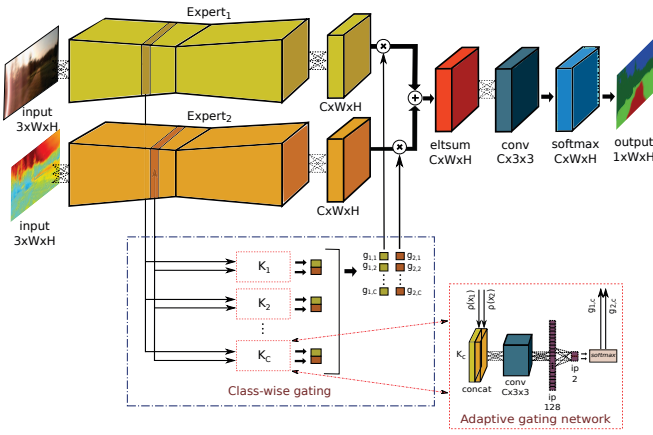 Expert1
input
3xWxH
CxWxH
Expert2
input
3xWxH
CxWxH
eltsum
CxWxH
conv
Cx3x3
softmax
CxWxH
output
1xWxH
K1
K2
KC
g1,1
g1,2
g1,C
g2,1
g2,2
g2,C
Class-wise gating
ρ(x1)
ρ(x2)
Kc
concat
conv
Cx3x3
ip
128
ip
2
softmax
g1,c
g2,c
Adaptive gating network